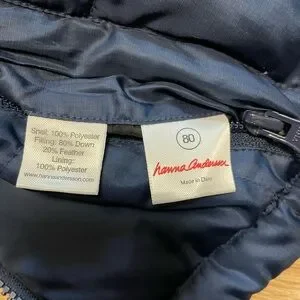 Shell: 100% Polyester
Filling: 80% Down
20% Feather
Lining:
100% Polyester
www.hannaandersson.com
80
hanna Andersson
Made in China